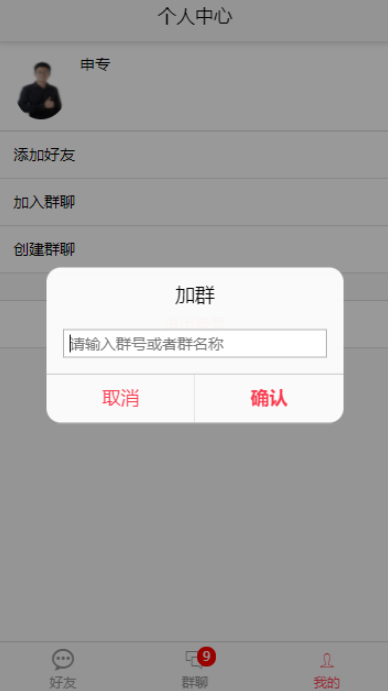 个人中心
申专
添加好友
加入群聊
创建群聊
加群
请输入群号或者群名称
取消 确认
9
好友 群聊 我的